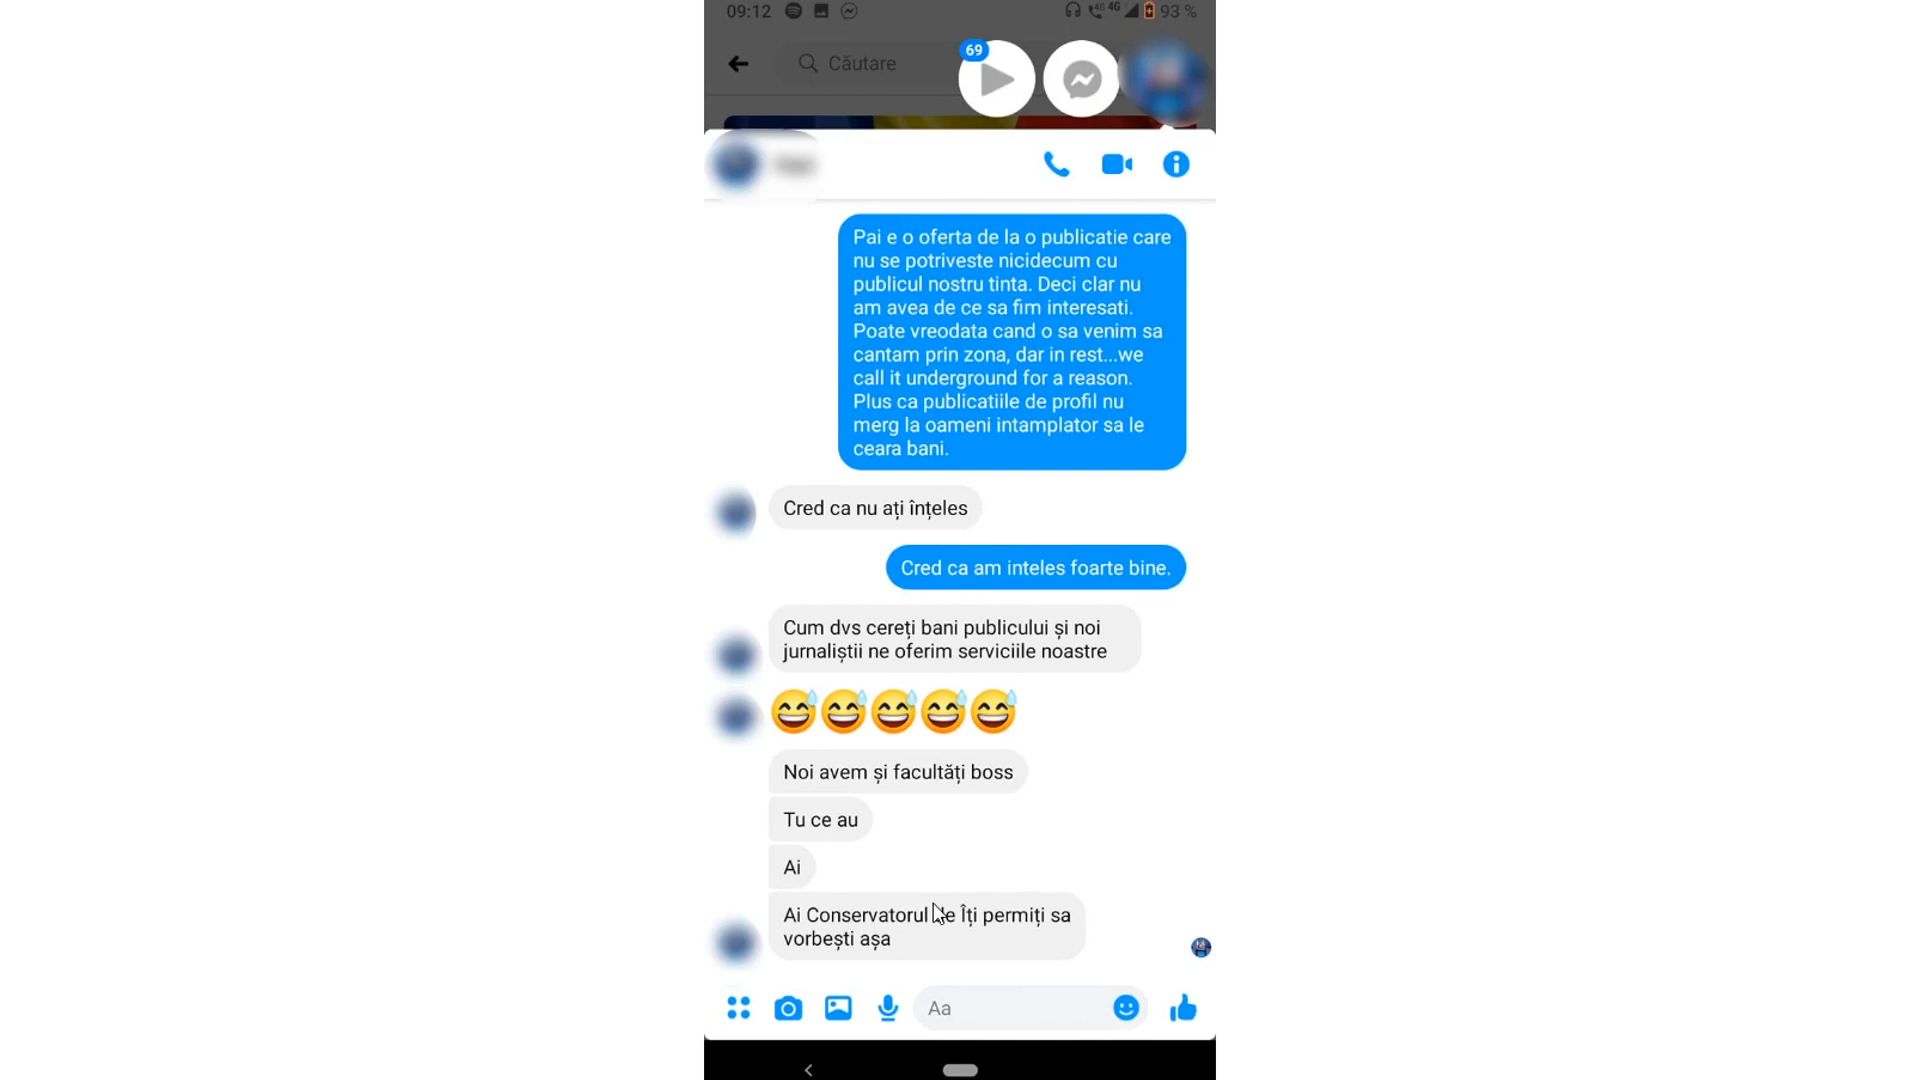 09:12
4G 4G 93 %
Căutare
69
Pai e o oferta de la o publicatie care
nu se potriveste nicidecum cu
publicul nostru tinta. Deci clar nu
am avea de ce sa fim interesati.
Poate vreodata cand o sa venim sa
cantam prin zona, dar in rest...we
call it underground for a reason.
Plus ca publicatiile de profil nu
merg la oameni intamplator sa le
ceara bani.
Cred ca nu ați înțeles
Cred ca am inteles foarte bine.
Cum dvs cereți bani publicului și noi
jurnaliștii ne oferim serviciile noastre
Noi avem și facultăți boss
Tu ce au
Ai
Ai Conservatorul Îți permiți sa
vorbești așa
Aa